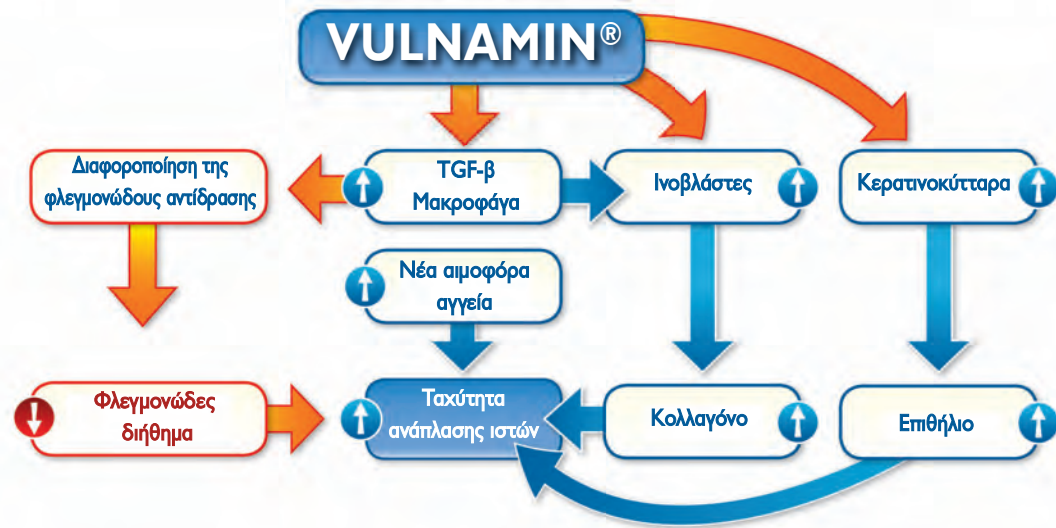 VULNAMIN®
Διαφοροποίηση της
φλεγμονώδους αντίδρασης
TGF-β
Μακροφάγα
Ινοβλάστες
Κερατινοκύτταρα
Νέα αιμοφόρα
αγγεία
Φλεγμονώδες
διήθημα
Ταχύτητα
ανάπλασης ιστών
Κολλαγόνο
Επιθήλιο